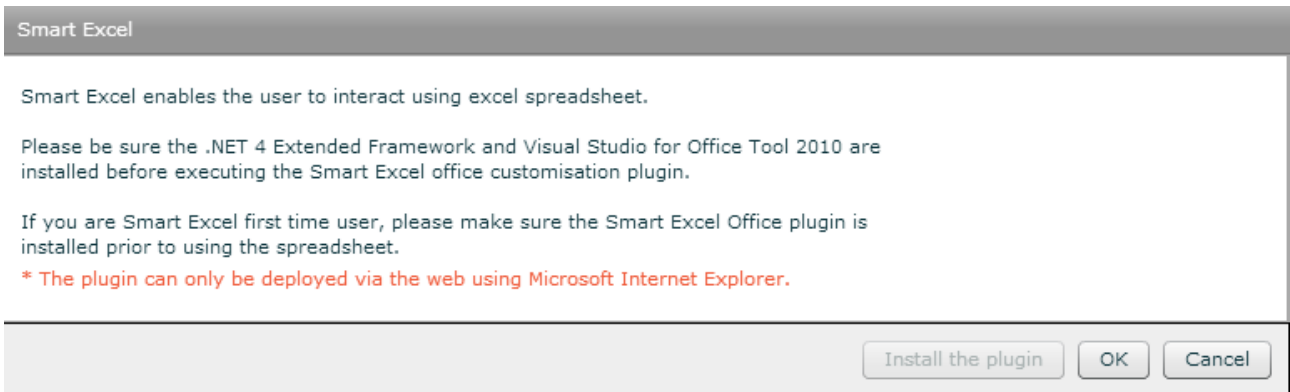 Smart Excel
Smart Excel enables the user to interact using excel spreadsheet.
Please be sure the .NET 4 Extended Framework and Visual Studio for Office Tool 2010 are
installed before executing the Smart Excel office customisation plugin.
If you are Smart Excel first time user, please make sure the Smart Excel Office plugin is
installed prior to using the spreadsheet.
* The plugin can only be deployed via the web using Microsoft Internet Explorer.
Install the plugin OK Cancel